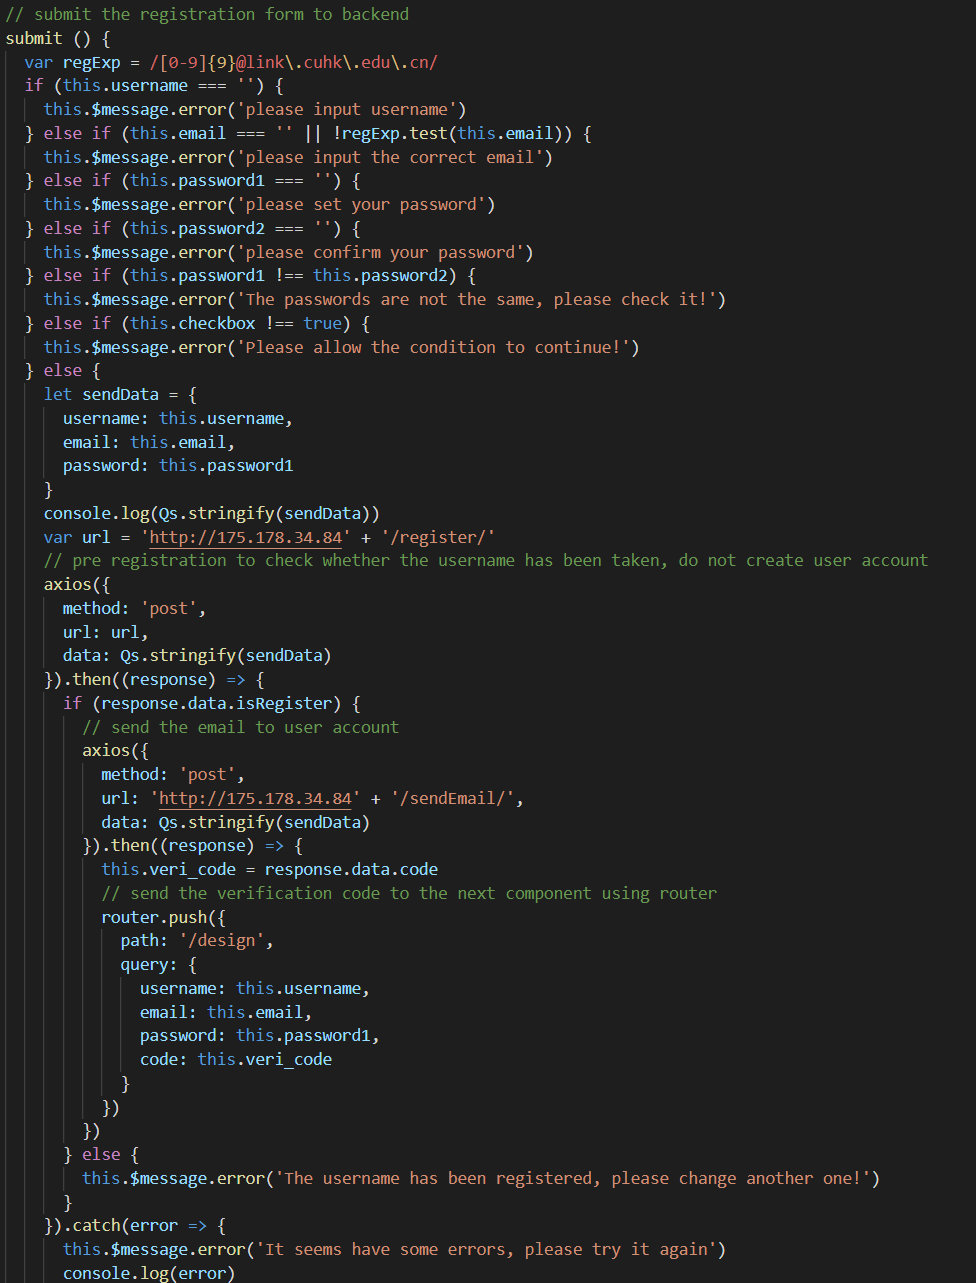 // submit the registration form to backend
submit () {
  var regExp = /[0-9]{9}@link\.cuhk\.edu\.cn/
  if (this.username === '') {
    this.$message.error('please input username')
  } else if (this.email === '' || !regExp.test(this.email)) {
    this.$message.error('please input the correct email')
  } else if (this.password1 === '') {
    this.$message.error('please set your password')
  } else if (this.password2 === '') {
    this.$message.error('please confirm your password')
  } else if (this.password1 !== this.password2) {
    this.$message.error('The passwords are not the same, please check it!')
  } else if (this.checkbox !== true) {
    this.$message.error('Please allow the condition to continue!')
  } else {
    let sendData = {
      username: this.username,
      email: this.email,
      password: this.password1
    }
    console.log(Qs.stringify(sendData))
    var url = 'http://175.178.34.84' + '/register/'
    // pre registration to check whether the username has been taken, do not create user account
    axios({
      method: 'post',
      url: url,
      data: Qs.stringify(sendData)
    }).then((response) => {
      if (response.data.isRegister) {
        // send the email to user account
        axios({
          method: 'post',
          url: 'http://175.178.34.84' + '/sendEmail/',
          data: Qs.stringify(sendData)
        }).then((response) => {
          this.veri_code = response.data.code
          // send the verification code to the next component using router
          router.push({
            path: '/design',
            query: {
              username: this.username,
              email: this.email,
              password: this.password1,
              code: this.veri_code
            }
          })
        })
      } else {
        this.$message.error('The username has been registered, please change another one!')
      }
    }).catch(error => {
      this.$message.error('It seems have some errors, please try it again')
      console.log(error)